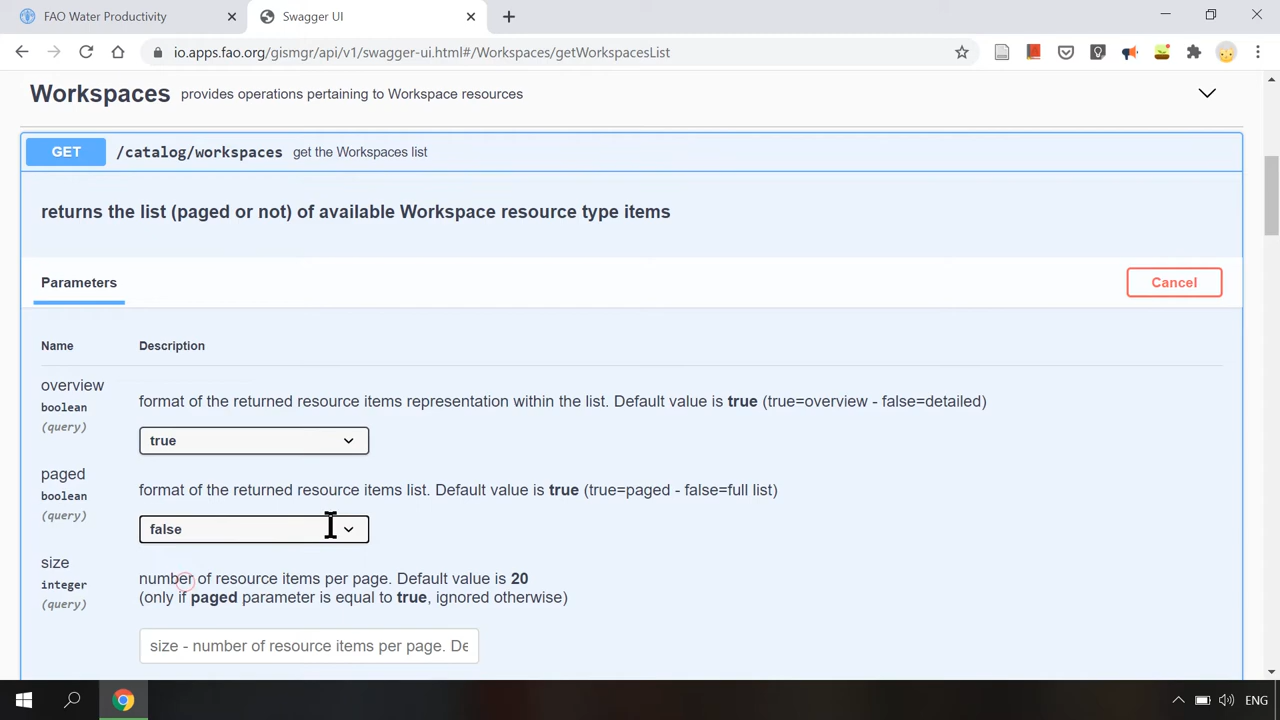 FAO Water Productivity
Swagger UI
io.apps.fao.org/gismgr/api/v1/swagger-ui.html#/Workspaces/getWorkspacesList
Workspaces provides operations pertaining to Workspace resources
GET /catalog/workspaces get the Workspaces list
returns the list (paged or not) of available Workspace resource type items
Parameters
Cancel
Name Description
overview
boolean
(query)
format of the returned resource items representation within the list. Default value is true (true=overview - false=detailed)
true
paged
boolean
(query)
format of the returned resource items list. Default value is true (true=paged - false=full list)
false
size
integer
(query)
number of resource items per page. Default value is 20
(only if paged parameter is equal to true, ignored otherwise)
size - number of resource items per page. De
ENG